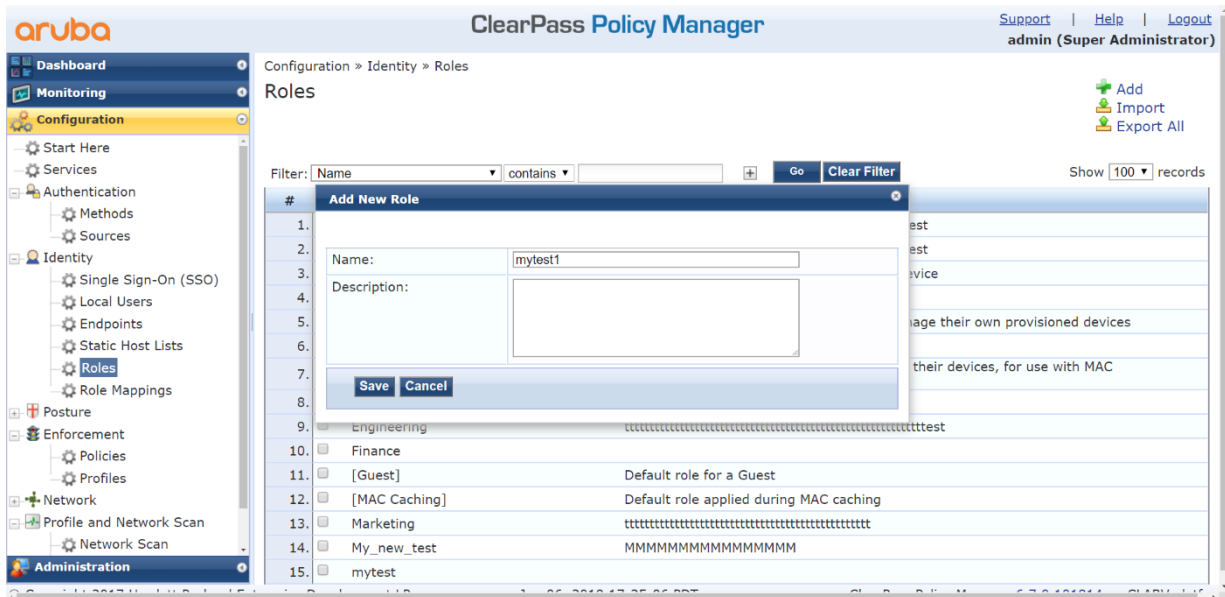 aruba
ClearPass Policy Manager
Support | Help | Logout
admin (Super Administrator)
Dashboard
Monitoring
Configuration
Start Here
Services
Authentication
Methods
Sources
Identity
Single Sign-On (SSO)
Local Users
Endpoints
Static Host Lists
Roles
Role Mappings
Posture
Enforcement
Policies
Profiles
Network
Profile and Network Scan
Network Scan
Administration
Configuration » Identity » Roles
Roles
Add
Import
Export All
Filter: Name contains + Go Clear Filter Show 100 records
#
Add New Role
Name: mytest1
Description:
Save Cancel
1. est
2. est
3. evice
4.
5. age their own provisioned devices
6.
7. their devices, for use with MAC
8.
9. Engineering ttttttttttttttttttttttttttttttttttttttttttttttttttttttttttttest
10. Finance
11. [Guest] Default role for a Guest
12. [MAC Caching] Default role applied during MAC caching
13. Marketing tttttttttttttttttttttttttttttttttttttttttttttttttt
14. My_new_test MMMMMMMMMMMMMMMM
15. mytest